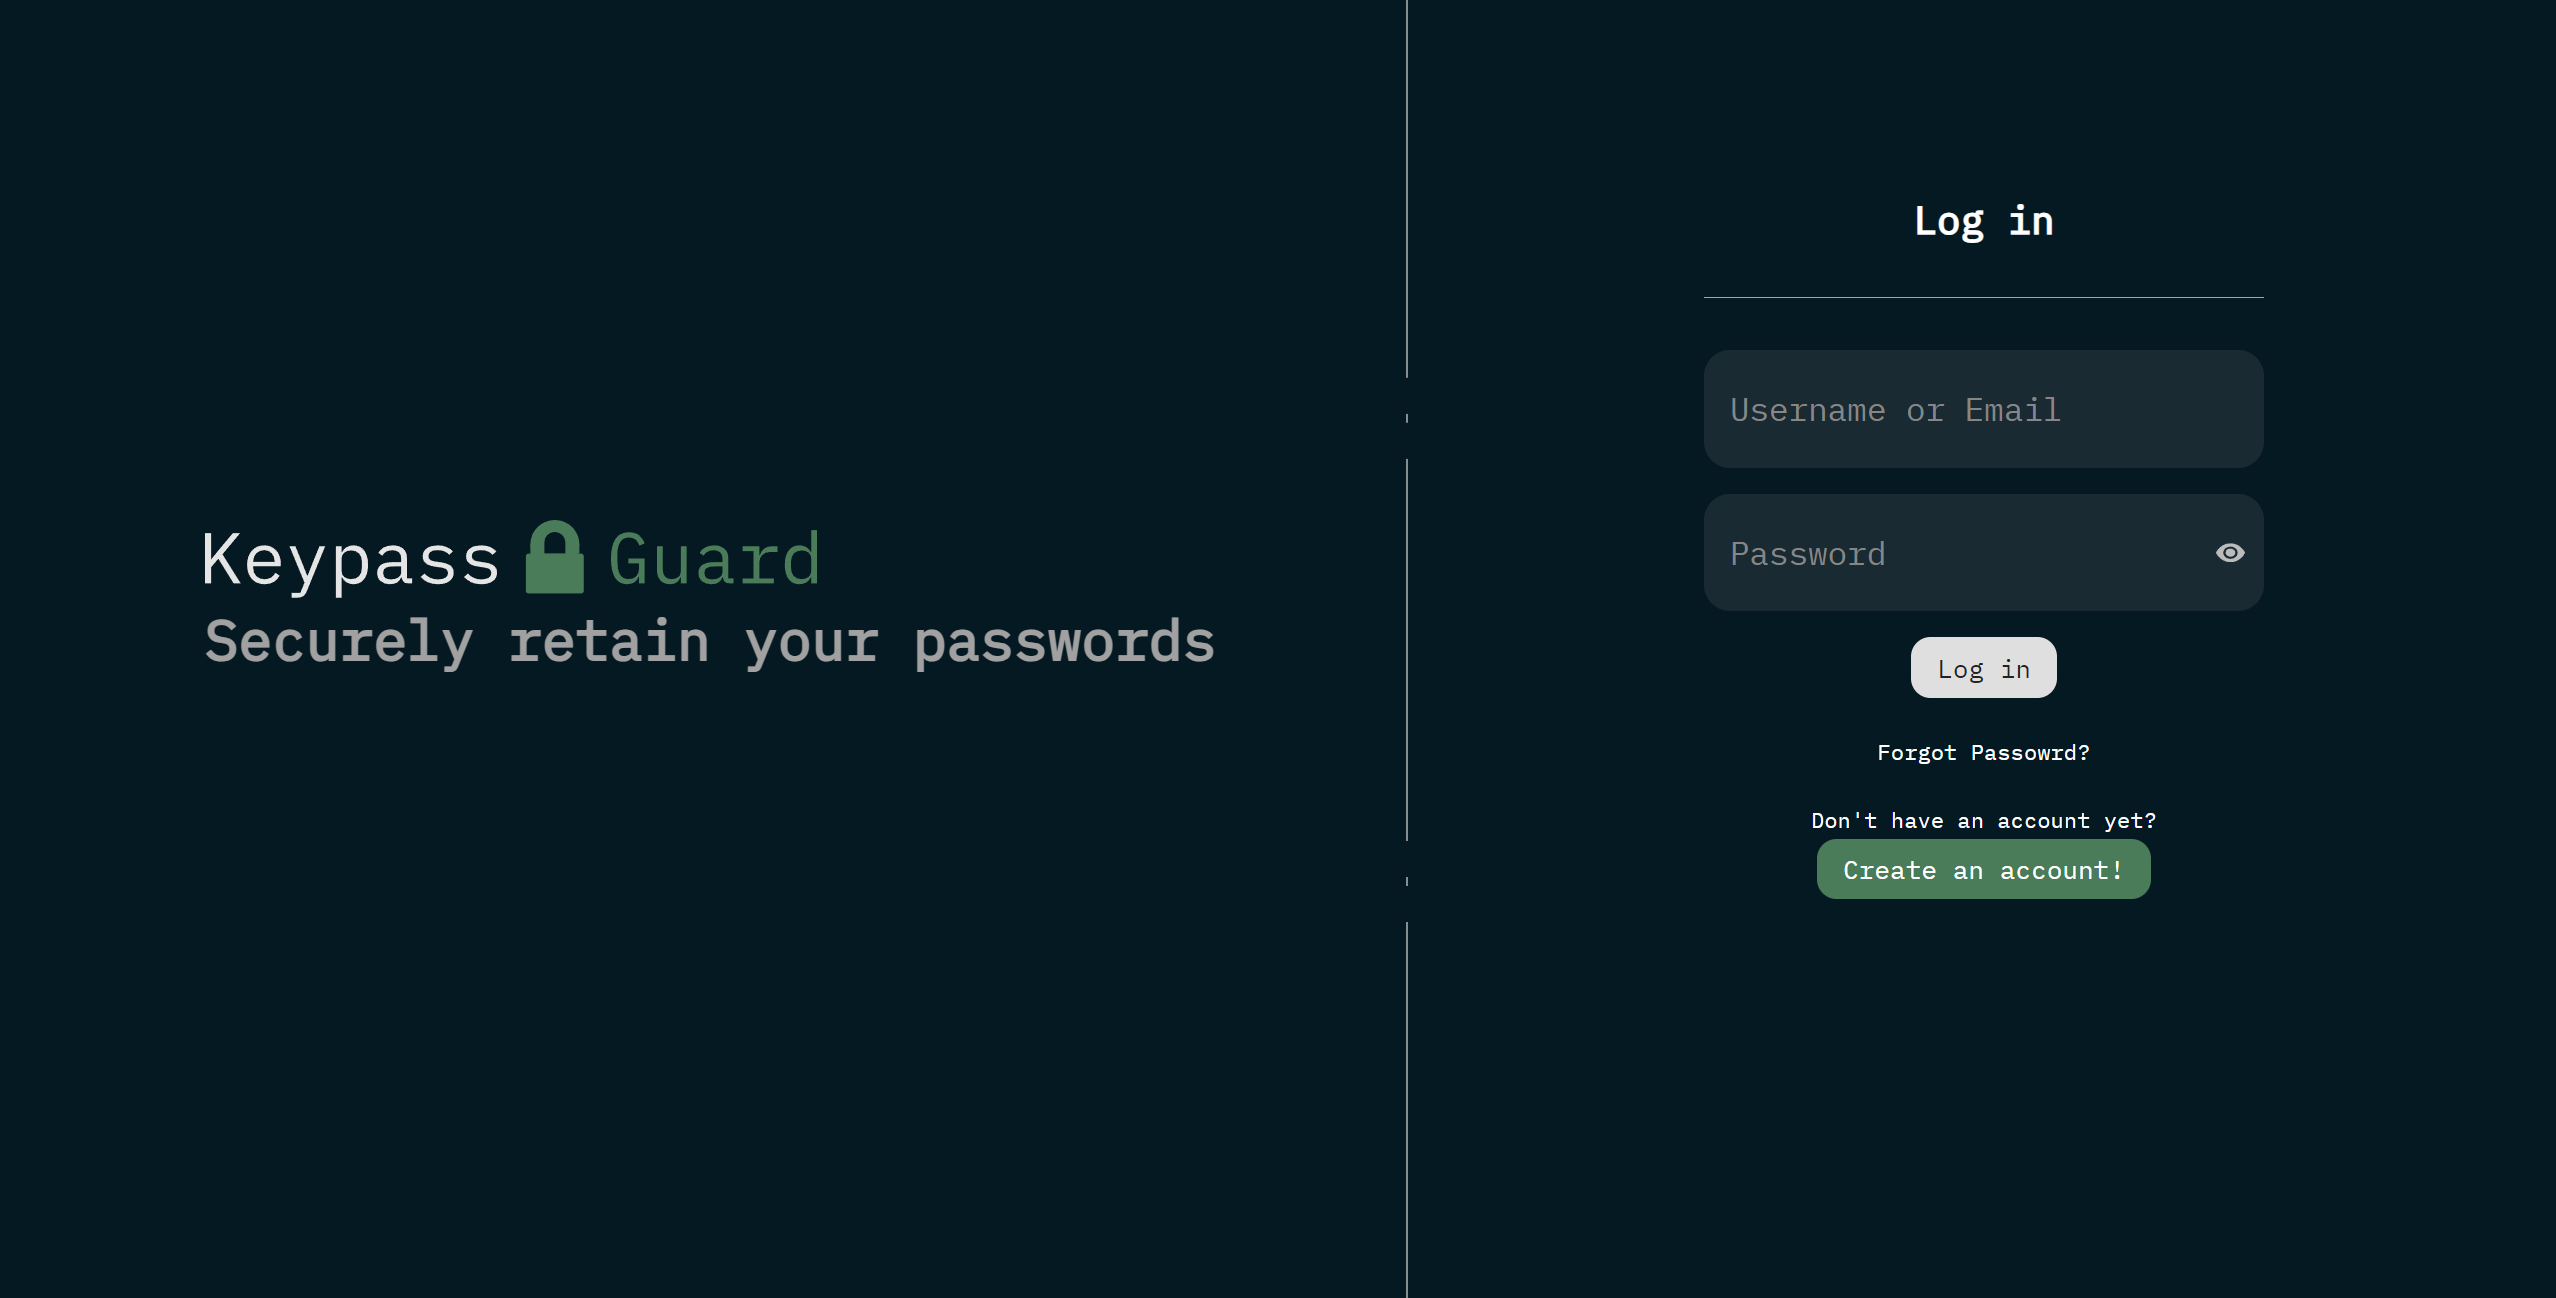 Keypass Guard
Securely retain your passwords
Log in
Username or Email
Password
Log in
Forgot Passowrd?
Don't have an account yet?
Create an account!